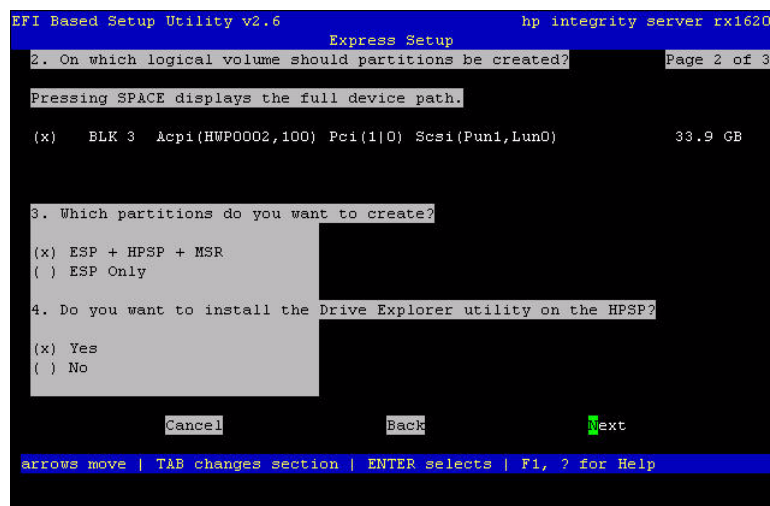 EFI Based Setup Utility v2.6 hp integrity server rx1620
Express Setup
2. On which logical volume should partitions be created? Page 2 of 3
Pressing SPACE displays the full device path.
(x) BLK 3 Acpi(HWP0002,100) Pci(1|0) Scsi(Pun1,Lun0) 33.9 GB
3. Which partitions do you want to create?
(x) ESP + HPSP + MSR
( ) ESP Only
4. Do you want to install the Drive Explorer utility on the HPSP?
(x) Yes
( ) No
Cancel Back Next
arrows move | TAB changes section | ENTER selects | F1, ? for Help